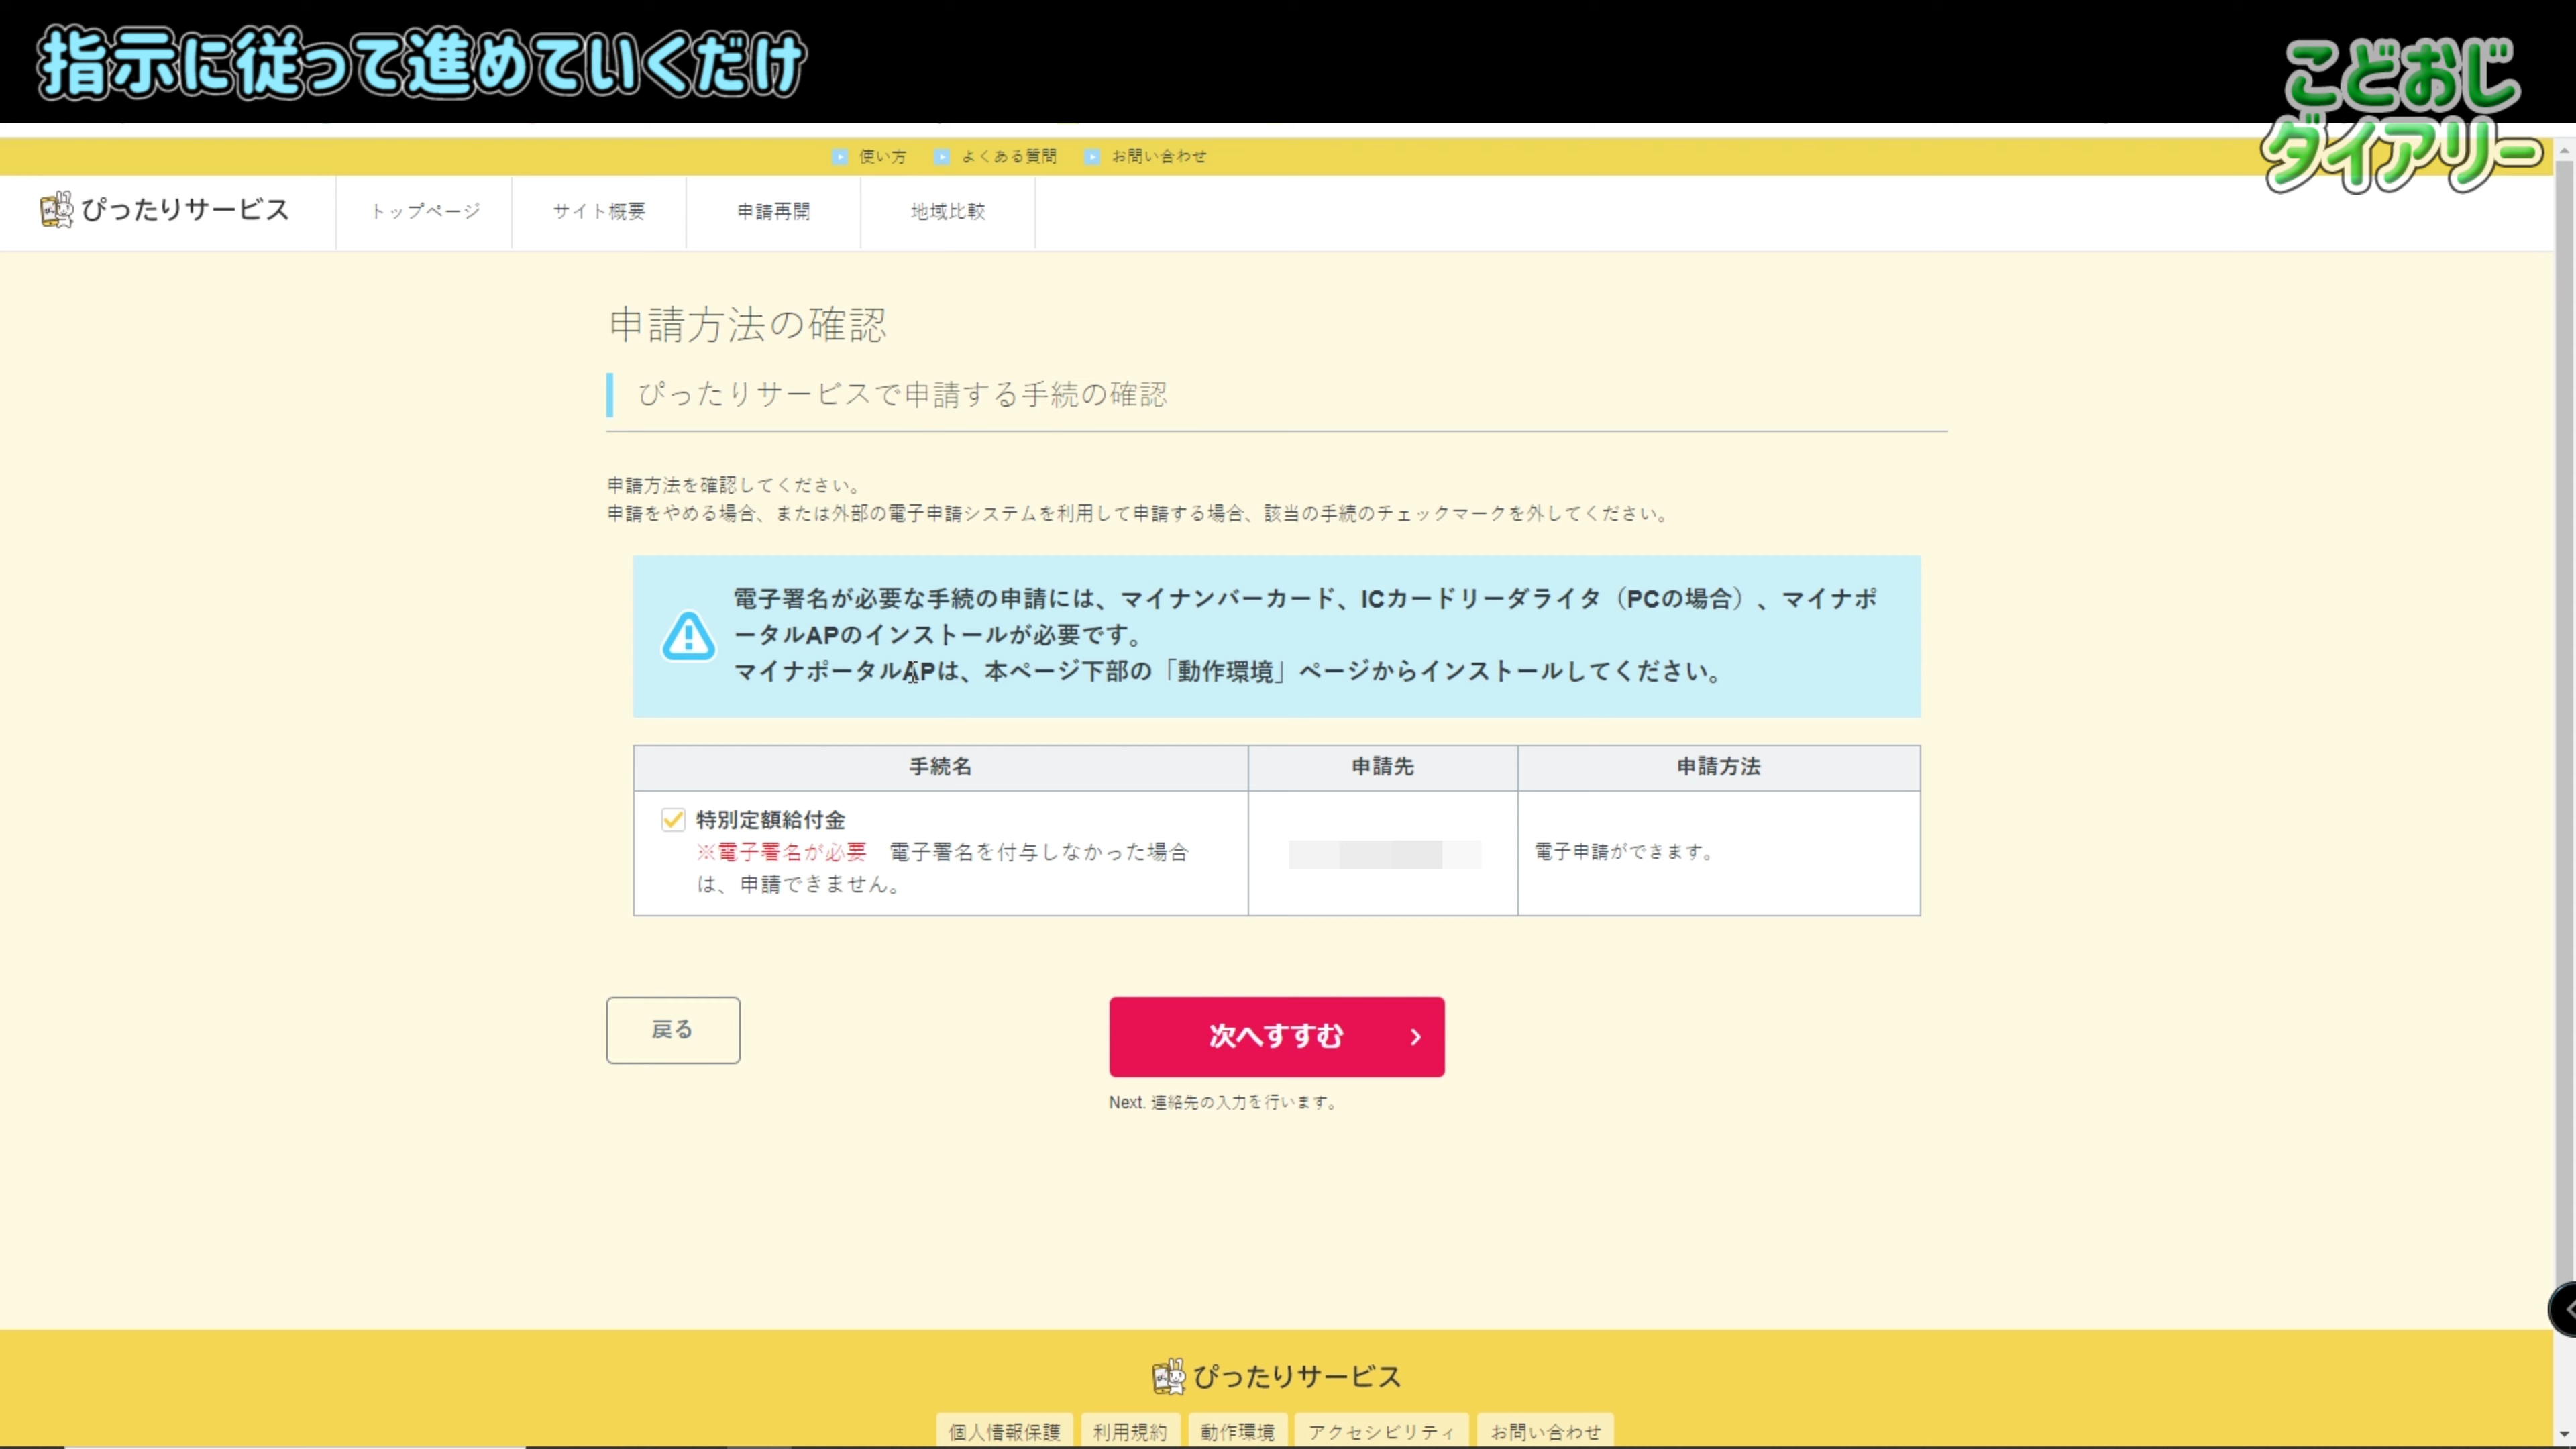 指示に従って進めていくだけ
こどおじ
ダイアリー
使い方 よくある質問 お問い合わせ
ぴったりサービス トップページ サイト概要 申請再開 地域比較
申請方法の確認
ぴったりサービスで申請する手続の確認
申請方法を確認してください。
申請をやめる場合、または外部の電子申請システムを利用して申請する場合、該当の手続のチェックマークを外してください。
電子署名が必要な手続の申請には、マイナンバーカード、ICカードリーダライタ（PCの場合）、マイナポ
ータルAPのインストールが必要です。
マイナポータルAPは、本ページ下部の「動作環境」ページからインストールしてください。
手続名 申請先 申請方法
特別定額給付金
※電子署名が必要　電子署名を付与しなかった場合
は、申請できません。
電子申請ができます。
戻る
次へすすむ
Next. 連絡先の入力を行います。
ぴったりサービス
個人情報保護 利用規約 動作環境 アクセシビリティ お問い合わせ